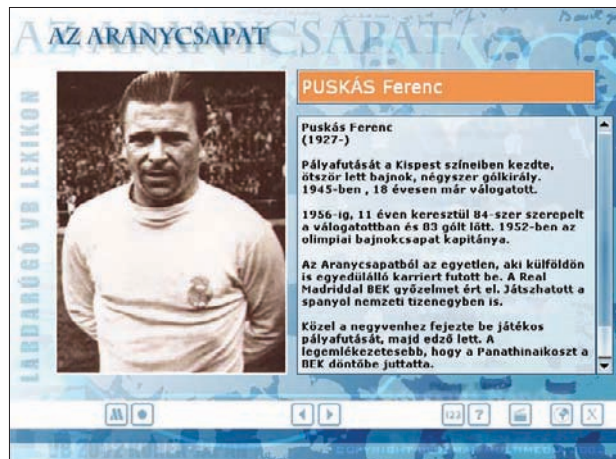 AZ ARANYCSAPAT
LABDARÚGÓ VB LEXIKON
PUSKÁS Ferenc
Puskás Ferenc
(1927-)
Pályafutását a Kispest színeiben kezdte,
ötször lett bajnok, négyszer gólkirály.
1945-ben , 18 évesen már válogatott.
1956-ig, 11 éven keresztül 84-szer szerepelt
a válogatottban és 83 gólt lőtt. 1952-ben az
olimpiai bajnokcsapat kapitánya.
Az Aranycsapatból az egyetlen, aki külföldön
is egyedülálló karriert futott be. A Real
Madriddal BEK győzelmet ért el. Játszhatott a
spanyol nemzeti tizenegyben is.
Közel a negyvenhez fejezte be játékos
pályafutását, majd edző lett. A
legemlékezetesebb, hogy a Panathinaikoszt a
BEK döntőbe juttatta.
123 ? X